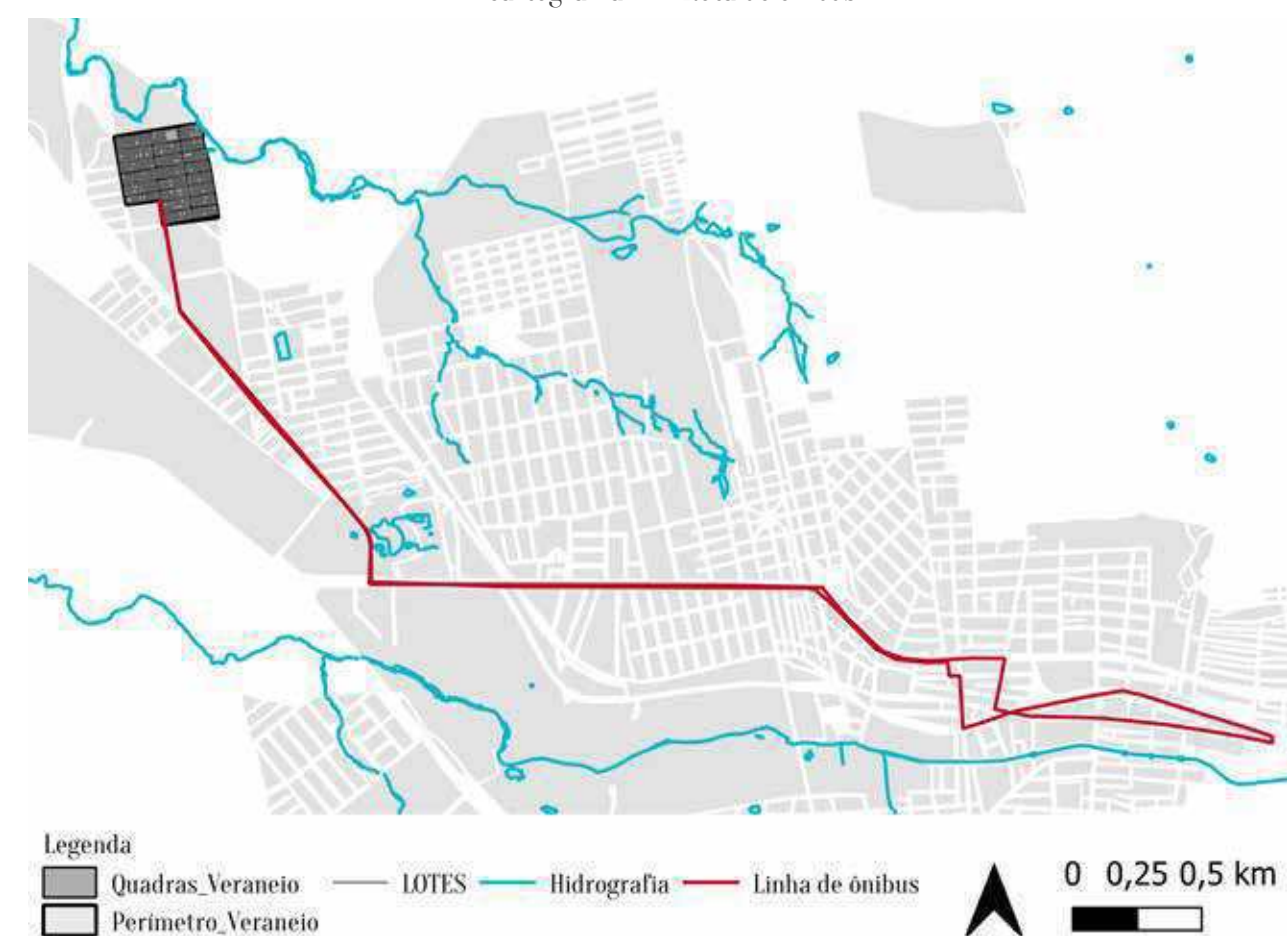 Legenda
Quadras_Veraneio LOTES Hidrografia Linha de ônibus
Perímetro_Veraneio
0 0,25 0,5 km